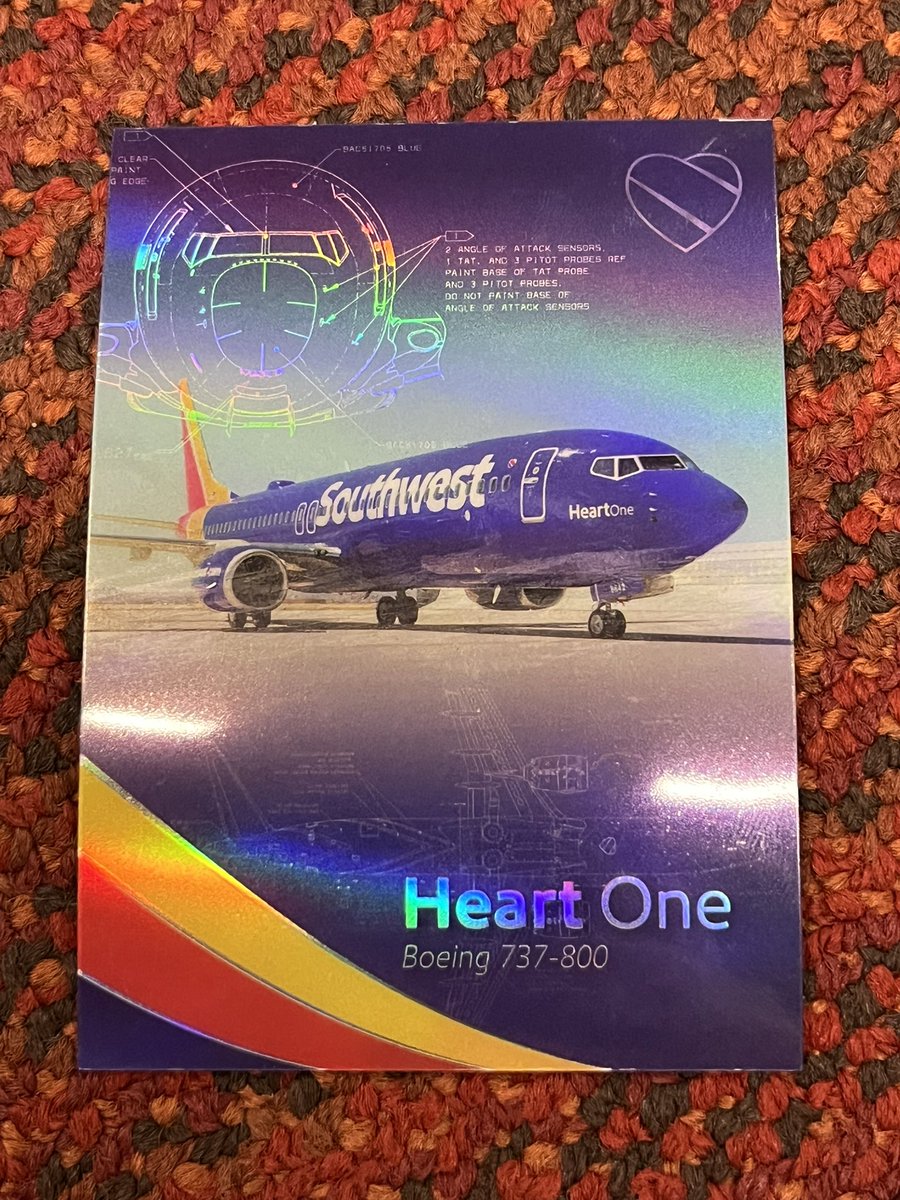 CLEAR
PAINT
G EDGE
BAC51706 BLUE
2 ANGLE OF ATTACK SENSORS,
1 TAT, AND 3 PITOT PROBES REF
PAINT BASE OF TAT PROBE
AND 3 PITOT PROBES.
DO NOT PAINT BASE OF
ANGLE OF ATTACK SENSORS
Southwest
HeartOne
Heart One
Boeing 737-800